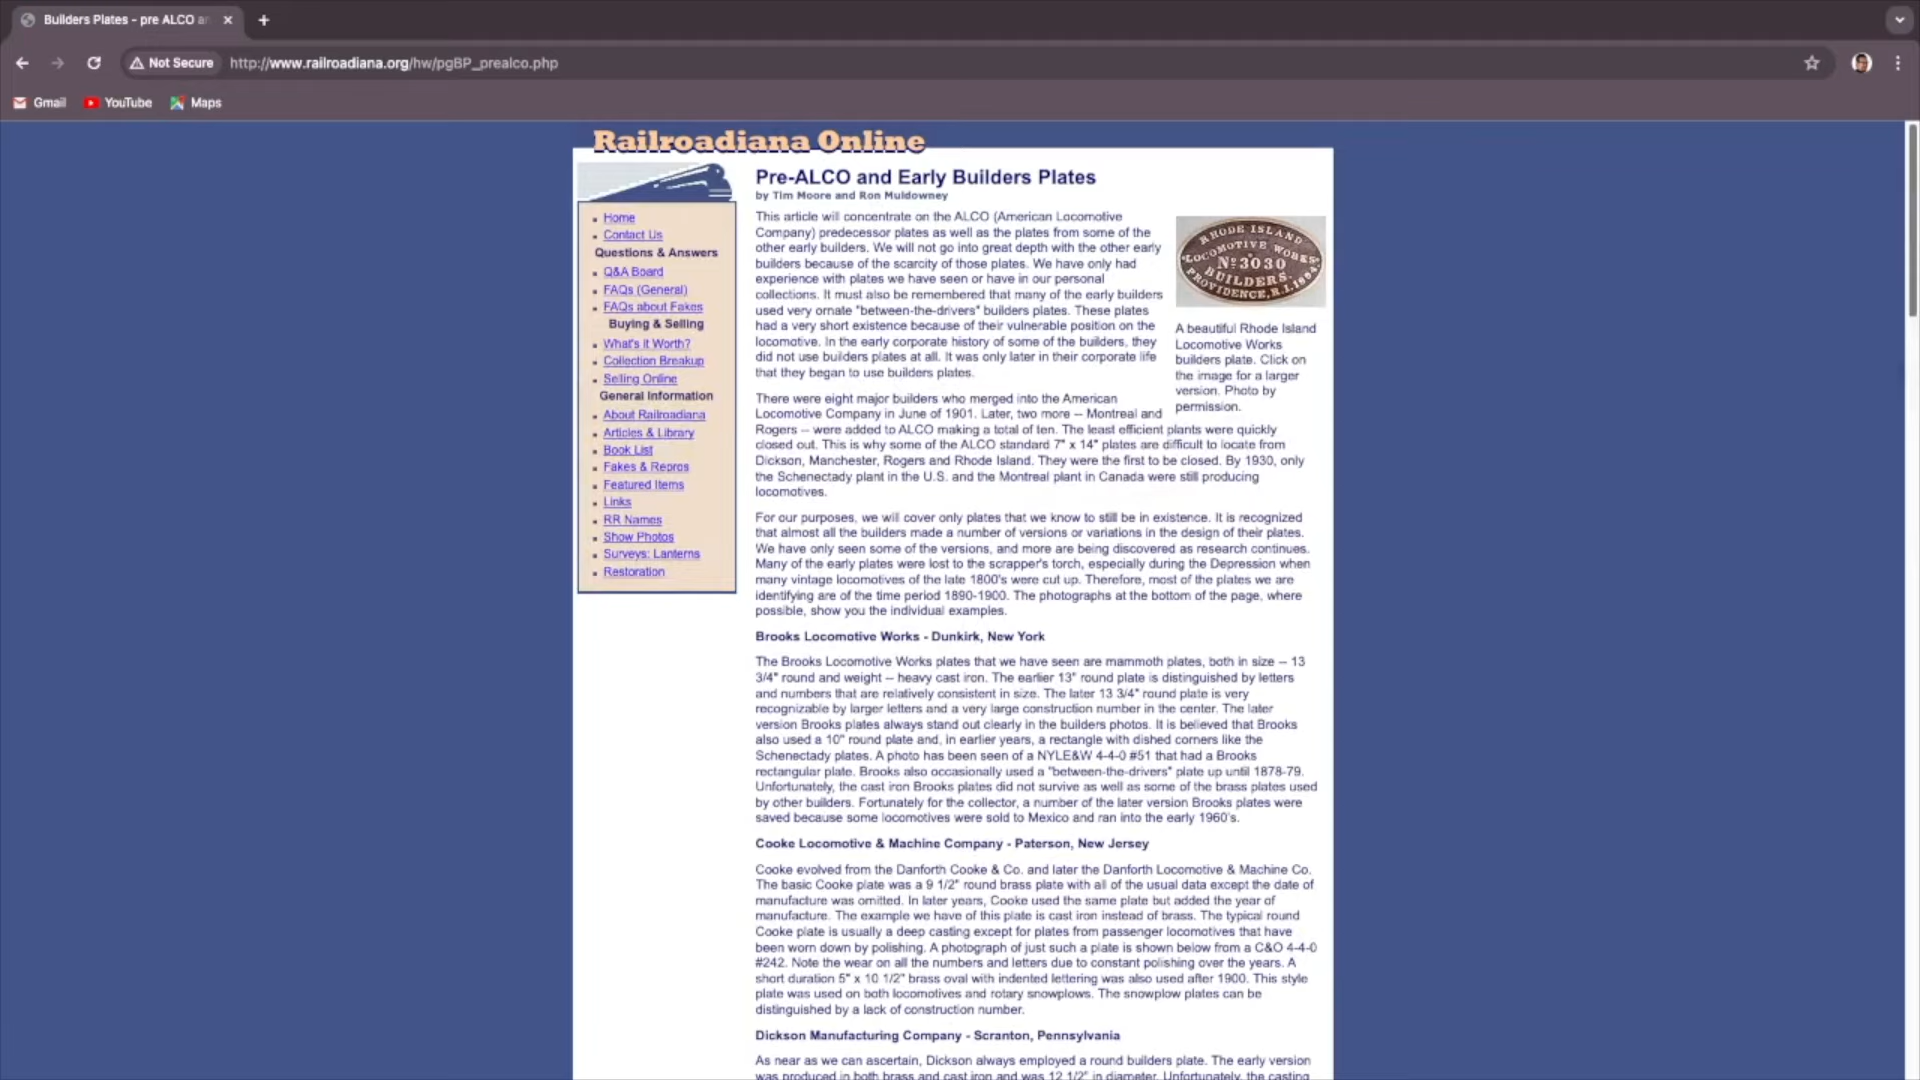 Builders Plates - pre ALCO
Not Secure
http://www.railroadiana.org/hw/pgBP_prealco.php
Gmail
YouTube
Maps
Railroadiana Online
Home
Contact Us
Questions & Answers
Q&A Board
FAQs (General)
FAQs about Fakes
Buying & Selling
What's it Worth?
Collection Breakup
Selling Online
General Information
About Railroadiana
Articles & Library
Book List
Fakes & Repros
Featured Items
Links
RR Names
Show Photos
Surveys: Lanterns
Restoration
Pre-ALCO and Early Builders Plates
by Tim Moore and Ron Muldowney
This article will concentrate on the ALCO (American Locomotive
Company) predecessor plates as well as the plates from some of the
other early builders. We will not go into great depth with the other early
builders because of the scarcity of those plates. We have only had
experience with plates we have seen or have in our personal
collections. It must also be remembered that many of the early builders
used very ornate "between-the-drivers" builders plates. These plates
had a very short existence because of their vulnerable position on the
locomotive. In the early corporate history of some of the builders, they
did not use builders plates at all. It was only later in their corporate life
that they began to use builders plates.
RHODE ISLAND
LOCOMOTIVE WORKS
Nº 3030
BUILDERS.
PROVIDENCE, R.I.
A beautiful Rhode Island
Locomotive Works
builders plate. Click on
the image for a larger
version. Photo by
permission.
There were eight major builders who merged into the American
Locomotive Company in June of 1901. Later, two more -- Montreal and
Rogers -- were added to ALCO making a total of ten. The least efficient plants were quickly
closed out. This is why some of the ALCO standard 7" x 14" plates are difficult to locate from
Dickson, Manchester, Rogers and Rhode Island. They were the first to be closed. By 1930, only
the Schenectady plant in the U.S. and the Montreal plant in Canada were still producing
locomotives.
For our purposes, we will cover only plates that we know to still be in existence. It is recognized
that almost all the builders made a number of versions or variations in the design of their plates.
We have only seen some of the versions, and more are being discovered as research continues.
Many of the early plates were lost to the scrapper's torch, especially during the Depression when
many vintage locomotives of the late 1800's were cut up. Therefore, most of the plates we are
identifying are of the time period 1890-1900. The photographs at the bottom of the page, where
possible, show you the individual examples.
Brooks Locomotive Works - Dunkirk, New York
The Brooks Locomotive Works plates that we have seen are mammoth plates, both in size -- 13
3/4" round and weight -- heavy cast iron. The earlier 13" round plate is distinguished by letters
and numbers that are relatively consistent in size. The later 13 3/4" round plate is very
recognizable by larger letters and a very large construction number in the center. The later
version Brooks plates always stand out clearly in the builders photos. It is believed that Brooks
also used a 10" round plate and, in earlier years, a rectangle with dished corners like the
Schenectady plates. A photo has been seen of a NYLE&W 4-4-0 #51 that had a Brooks
rectangular plate. Brooks also occasionally used a "between-the-drivers" plate up until 1878-79.
Unfortunately, the cast iron Brooks plates did not survive as well as some of the brass plates used
by other builders. Fortunately for the collector, a number of the later version Brooks plates were
saved because some locomotives were sold to Mexico and ran into the early 1960's.
Cooke Locomotive & Machine Company - Paterson, New Jersey
Cooke evolved from the Danforth Cooke & Co. and later the Danforth Locomotive & Machine Co.
The basic Cooke plate was a 9 1/2" round brass plate with all of the usual data except the date of
manufacture was omitted. In later years, Cooke used the same plate but added the year of
manufacture. The example we have of this plate is cast iron instead of brass. The typical round
Cooke plate is usually a deep casting except for plates from passenger locomotives that have
been worn down by polishing. A photograph of just such a plate is shown below from a C&O 4-4-0
#242. Note the wear on all the numbers and letters due to constant polishing over the years. A
short duration 5" x 10 1/2" brass oval with indented lettering was also used after 1900. This style
plate was used on both locomotives and rotary snowplows. The snowplow plates can be
distinguished by a lack of construction number.
Dickson Manufacturing Company - Scranton, Pennsylvania
As near as we can ascertain, Dickson always employed a round builders plate. The early version
was produced in both brass and cast iron and was 12 1/2" in diameter. Unfortunately, the casting